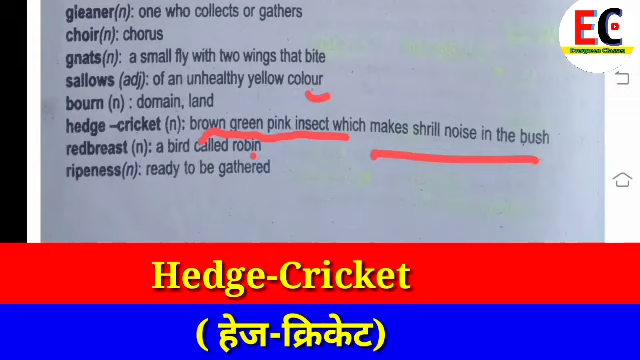 gleaner(n): one who collects or gathers
choir(n): chorus
gnats(n): a small fly with two wings that bite
sallows (adj): of an unhealthy yellow colour
bourn (n) : domain, land
hedge –cricket (n): brown green pink insect which makes shrill noise in the bush
redbreast (n): a bird called robin
ripeness(n): ready to be gathered
EC
Evergreen Classes
Hedge-Cricket
( हेज-क्रिकेट)